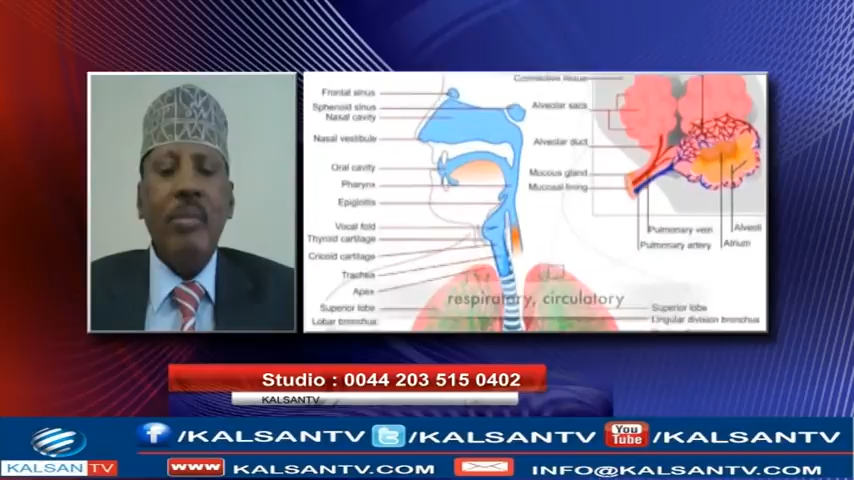 Frontal sinus
Sphenoid sinus
Nasal cavity
Nasal vestibule
Oral cavity
Pharynx
Epiglottis
Vocal fold
Thyroid cartilage
Cricoid cartilage
Trachea
Apex
Superior lobe
Lobar bronchus:
Connective tissue
Alveolar sacs
Alveolar duct
Mucous gland
Mucosal lining
Pulmonary vein
Pulmonary artery
Alveoli
Atrium
respiratory, circulatory
Superior lobe
Lingular division bronchus
Studio : 0044 203 515 0402
KALSANTV
KALSAN TV
f /KALSANTV
/KALSANTV
You Tube /KALSANTV
www KALSANTV.COM
INFO@KALSANTV.COM